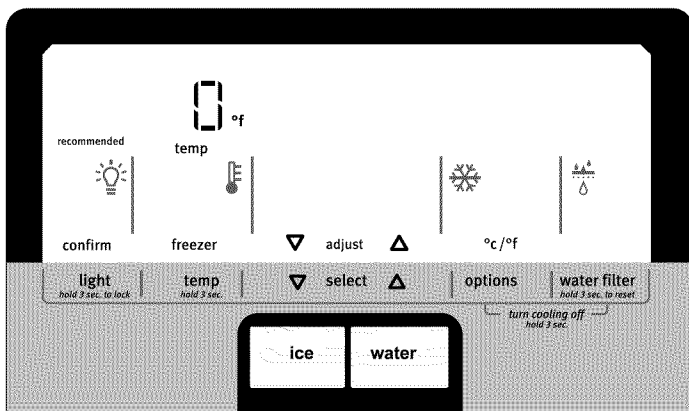 0 °f
recommended
temp
confirm freezer adjust °c/°f
light temp select options water filter
hold 3 sec. to lock hold 3 sec. hold 3 sec. to reset
turn cooling off
hold 3 sec.
ice water